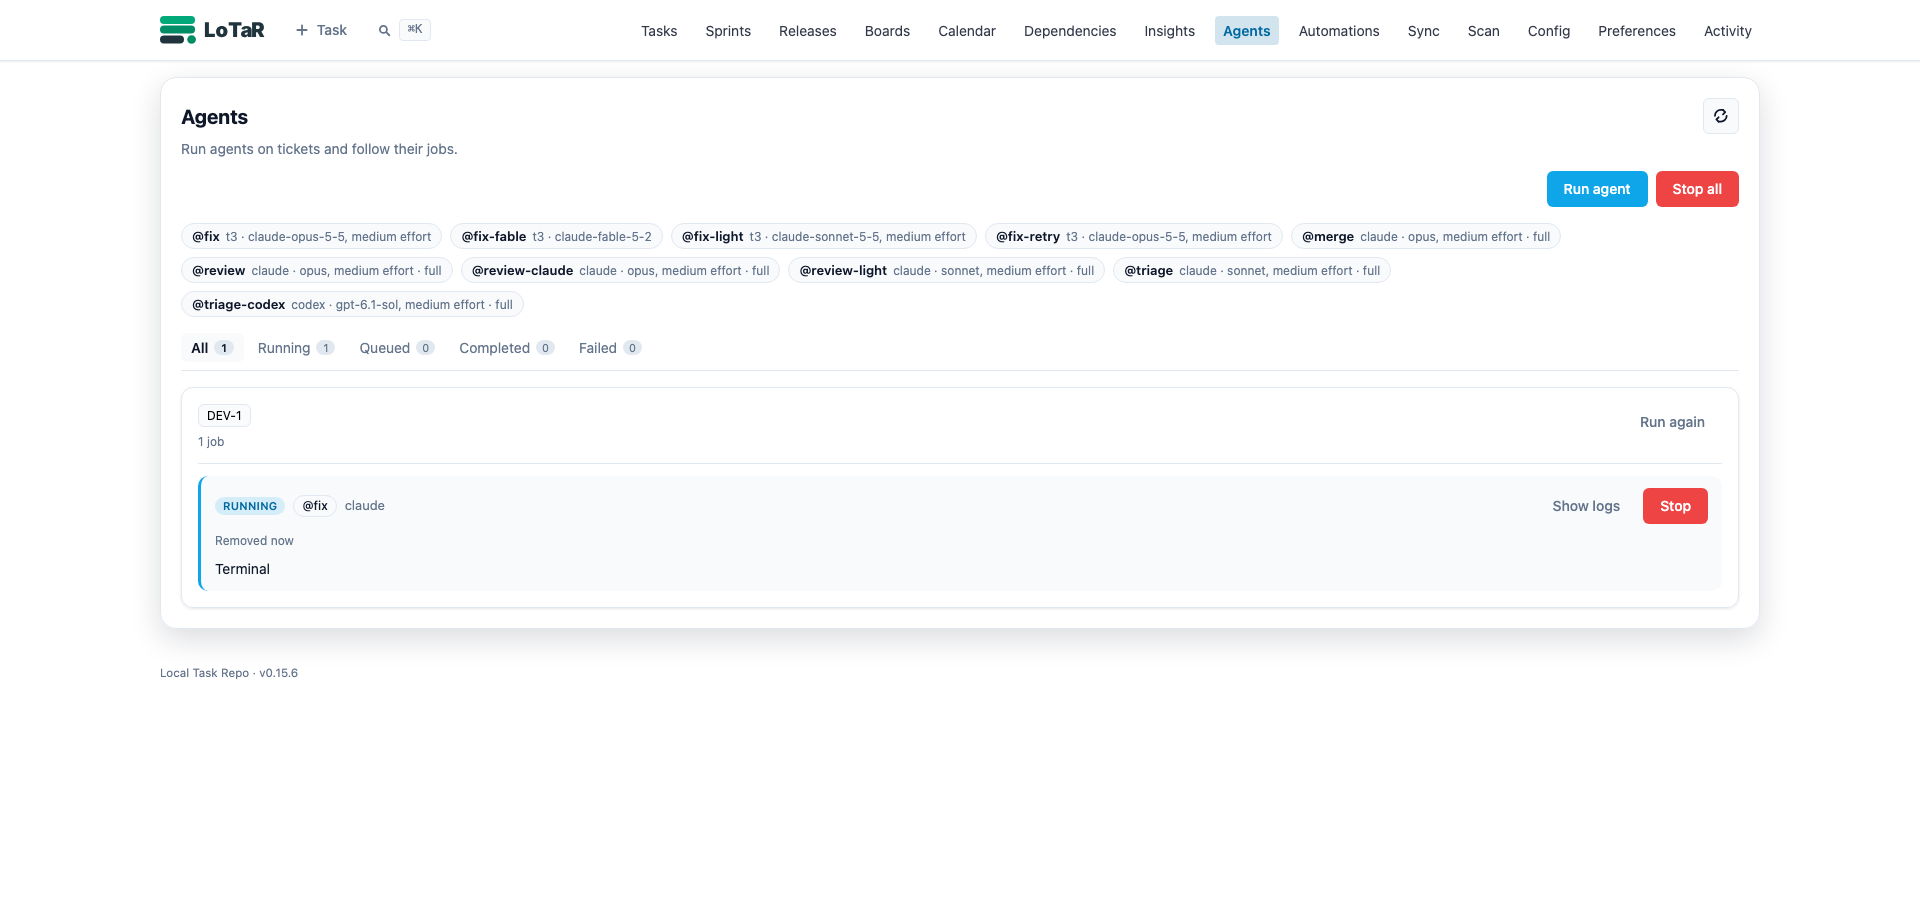 LoTaR + Task ⌘K Tasks Sprints Releases Boards Calendar Dependencies Insights Agents Automations Sync Scan Config Preferences Activity
Agents
Run agents on tickets and follow their jobs.
Run agent Stop all
@fix t3 · claude-opus-5-5, medium effort @fix-fable t3 · claude-fable-5-2 @fix-light t3 · claude-sonnet-5-5, medium effort @fix-retry t3 · claude-opus-5-5, medium effort @merge claude · opus, medium effort · full
@review claude · opus, medium effort · full @review-claude claude · opus, medium effort · full @review-light claude · sonnet, medium effort · full @triage claude · sonnet, medium effort · full
@triage-codex codex · gpt-6.1-sol, medium effort · full
All 1 Running 1 Queued 0 Completed 0 Failed 0
DEV-1
Run again
1 job
RUNNING @fix claude Show logs Stop
Removed now
Terminal
Local Task Repo · v0.15.6